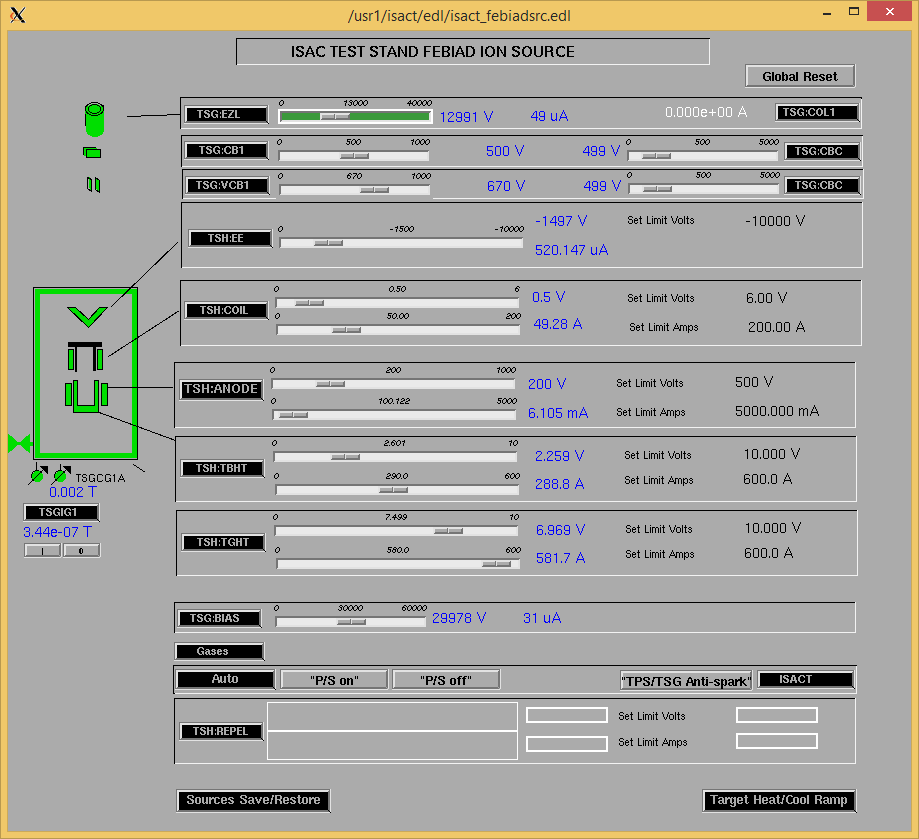 /usr1/isact/edl/isact_febiadsrc.edl
ISAC TEST STAND FEBIAD ION SOURCE
Global Reset
0 13000 40000
TSG:EZL 12991 V 49 uA 0.000e+00 A TSG:COL1
0 500 1000 0 500 5000
TSG:CB1 500 V 499 V TSG:CBC
0 670 1000 0 500 5000
TSG:VCB1 670 V 499 V TSG:CBC
-1497 V Set Limit Volts -10000 V
0 -1500 -10000
TSH:EE
520.147 uA
0 0.50 6
0.5 V Set Limit Volts 6.00 V
TSH:COIL
0 50.00 200
49.28 A Set Limit Amps 200.00 A
0 200 1000
200 V Set Limit Volts 500 V
TSH:ANODE
0 100.122 5000
6.105 mA Set Limit Amps 5000.000 mA
0 2.601 10
2.259 V Set Limit Volts 10.000 V
TSH:TBHT
0 290.0 600
288.8 A Set Limit Amps 600.0 A
TSGCG1A
0.002 T
TSGIG1
3.44e-07 T
I 0
0 7.499 10
6.969 V Set Limit Volts 10.000 V
TSH:TGHT
0 580.0 600
581.7 A Set Limit Amps 600.0 A
0 30000 60000
TSG:BIAS 29978 V 31 uA
Gases
Auto "P/S on" "P/S off" "TPS/TSG Anti-spark" ISACT
Set Limit Volts
TSH:REPEL
Set Limit Amps
Sources Save/Restore Target Heat/Cool Ramp